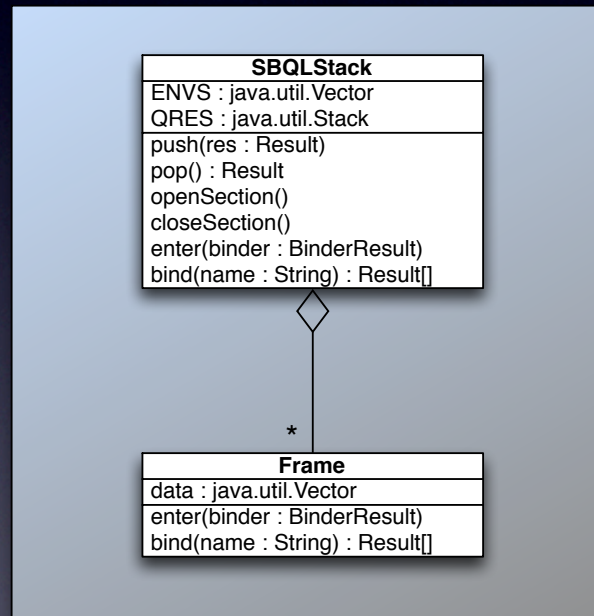 SBQLStack
ENVS : java.util.Vector
QRES : java.util.Stack
push(res : Result)
pop() : Result
openSection()
closeSection()
enter(binder : BinderResult)
bind(name : String) : Result[]
*
Frame
data : java.util.Vector
enter(binder : BinderResult)
bind(name : String) : Result[]